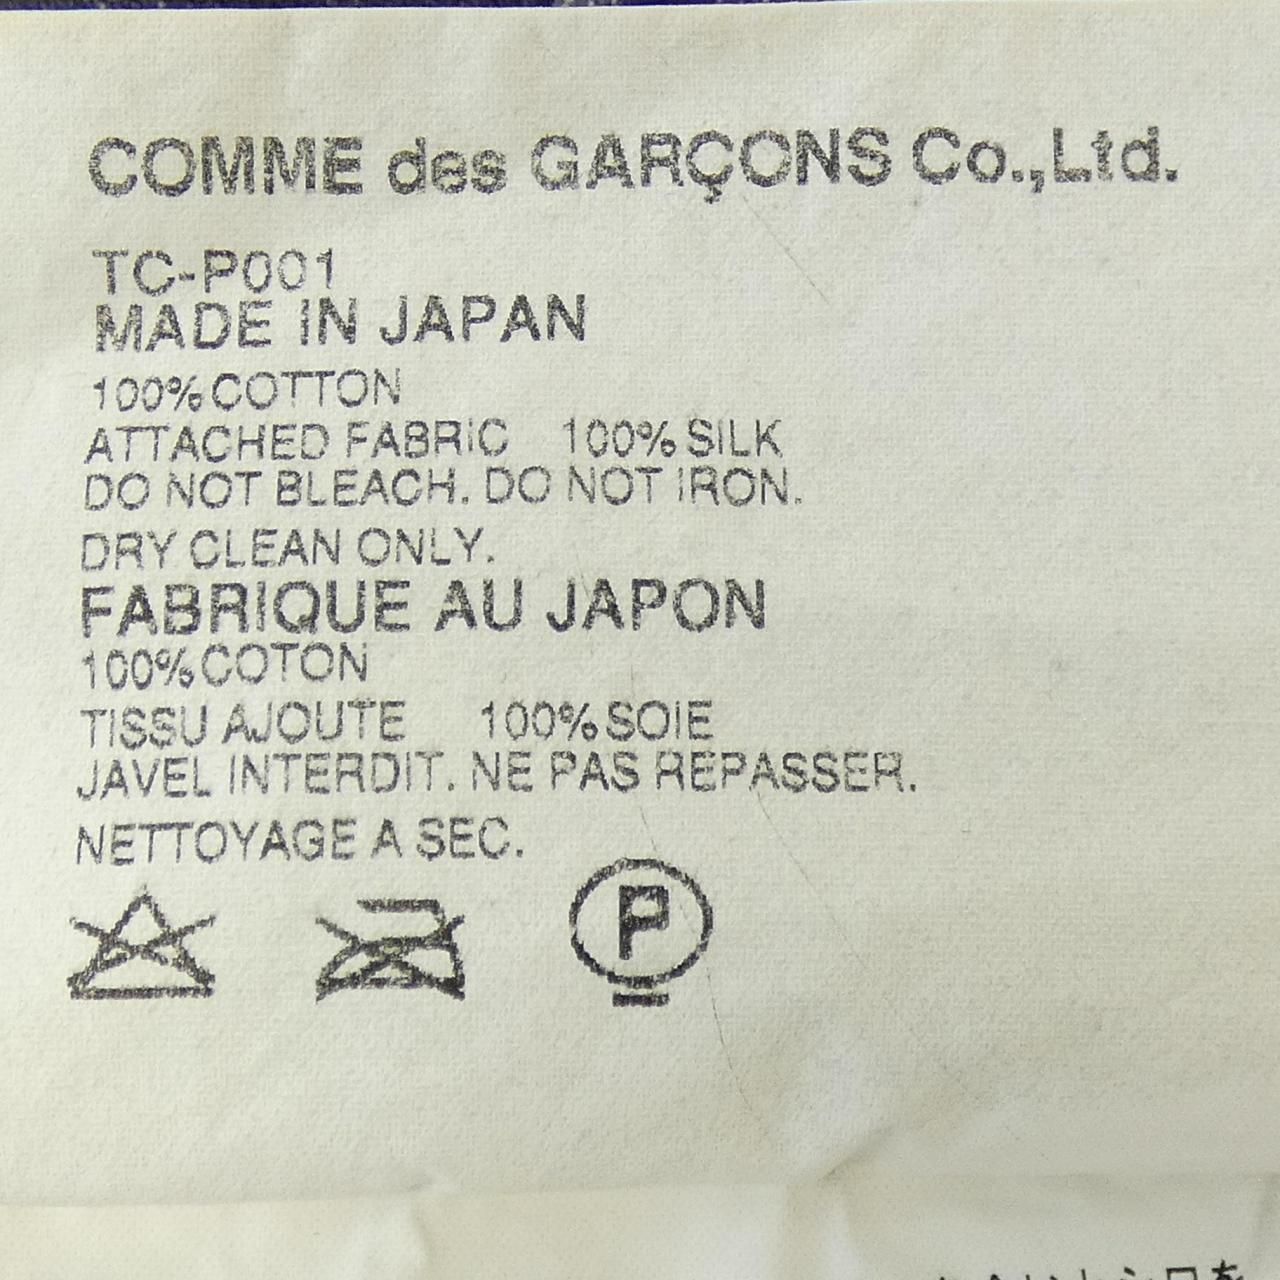 COMME des GARÇONS Co.,Ltd.
TC-P001
MADE IN JAPAN
100% COTTON
ATTACHED FABRIC 100% SILK
DO NOT BLEACH. DO NOT IRON.
DRY CLEAN ONLY.
FABRIQUE AU JAPON
100% COTON
TISSU AJOUTE 100% SOIE
JAVEL INTERDIT. NE PAS REPASSER.
NETTOYAGE A SEC.
P